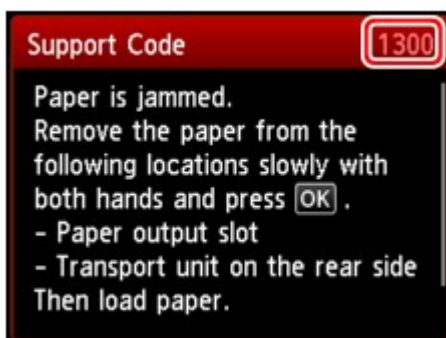 Support Code 1300
Paper is jammed.
Remove the paper from the
following locations slowly with
both hands and press OK .
- Paper output slot
- Transport unit on the rear side
Then load paper.